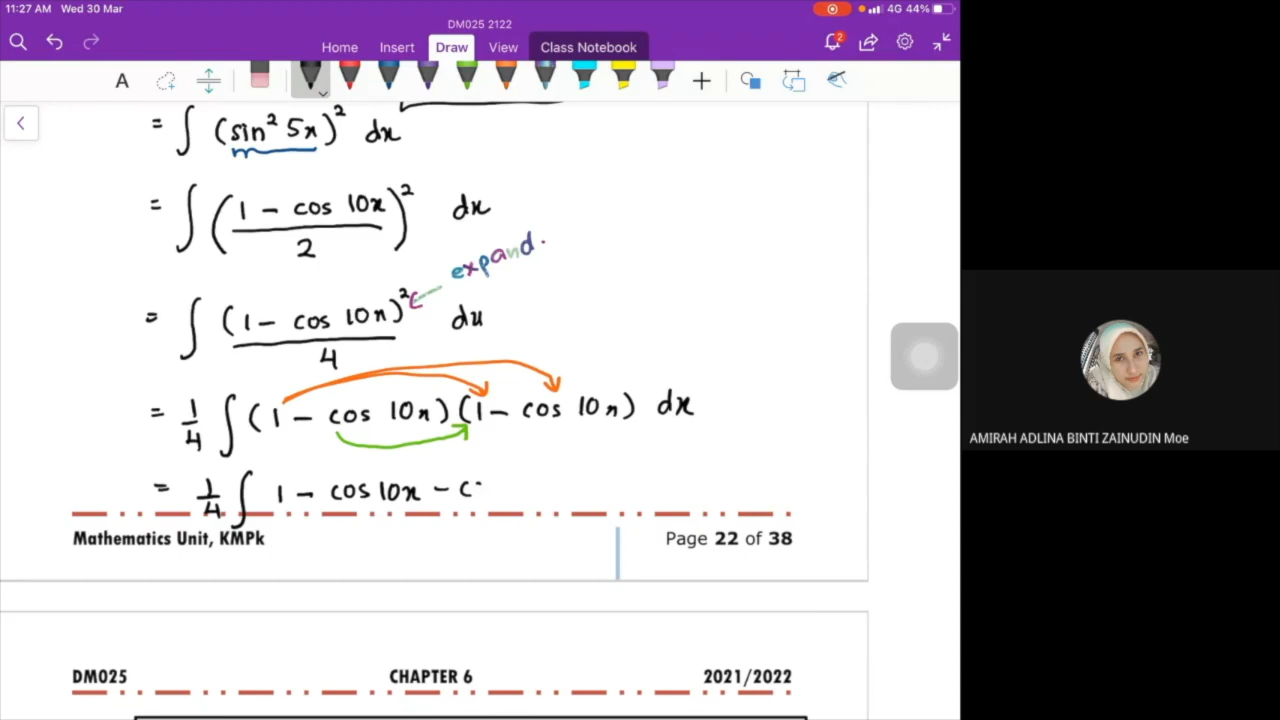 11:27 AM Wed 30 Mar
4G 44%
DM025 2122
Home Insert Draw View Class Notebook
2
A
= ∫ (sin² 5x)² dx
= ∫ ((1 - cos 10x)/2)² dx
expand.
= ∫ (1 - cos 10x)²/4 dx
= 1/4 ∫ (1 - cos 10x)(1 - cos 10x) dx
= 1/4 ∫ 1 - cos 10x - c
Mathematics Unit, KMPk
Page 22 of 38
DM025 CHAPTER 6 2021/2022
AMIRAH ADLINA BINTI ZAINUDIN Moe